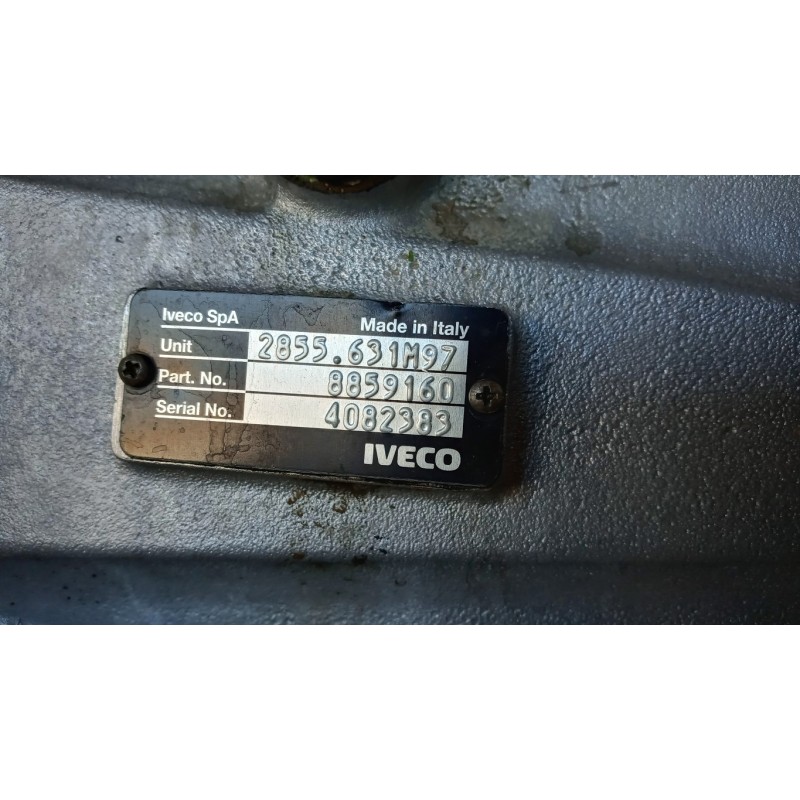 Iveco SpA Made in Italy
Unit 2855.631M97
Part. No. 8859160
Serial No. 4082383
IVECO